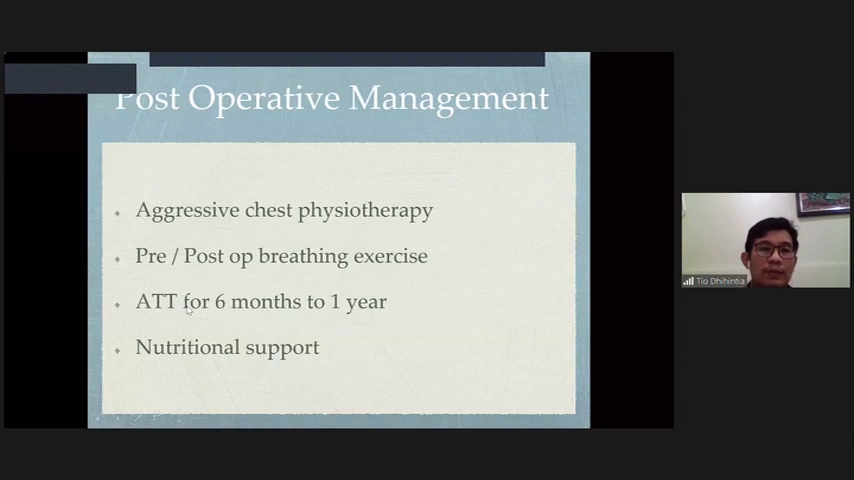 Post Operative Management
Aggressive chest physiotherapy
Pre / Post op breathing exercise
ATT for 6 months to 1 year
Nutritional support
Tio Dhihintia